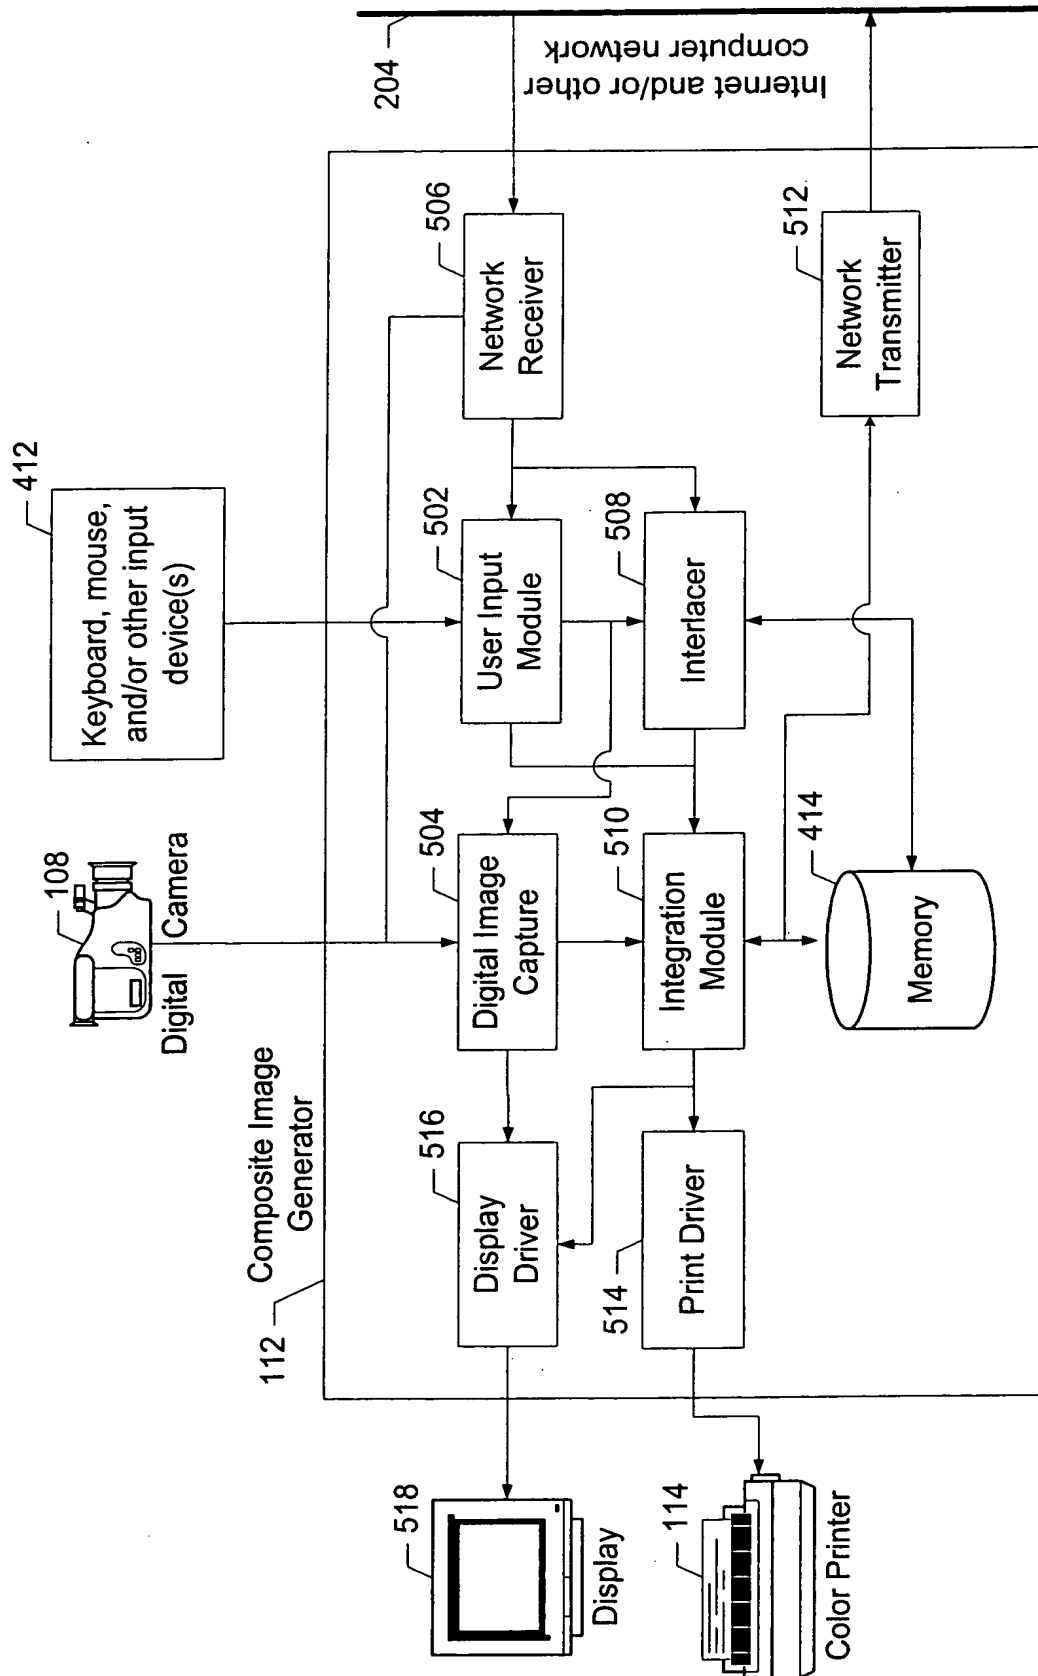 412
Keyboard, mouse,
and/or other input
device(s)
108
Digital Camera
Composite Image
Generator
112
204
Internet and/or other
computer network
506
Network
Receiver
502
User Input
Module
504
Digital Image
Capture
516
Display
Driver
518
Display
512
Network
Transmitter
508
Interlacer
510
Integration
Module
514
Print Driver
114
Color Printer
414
Memory